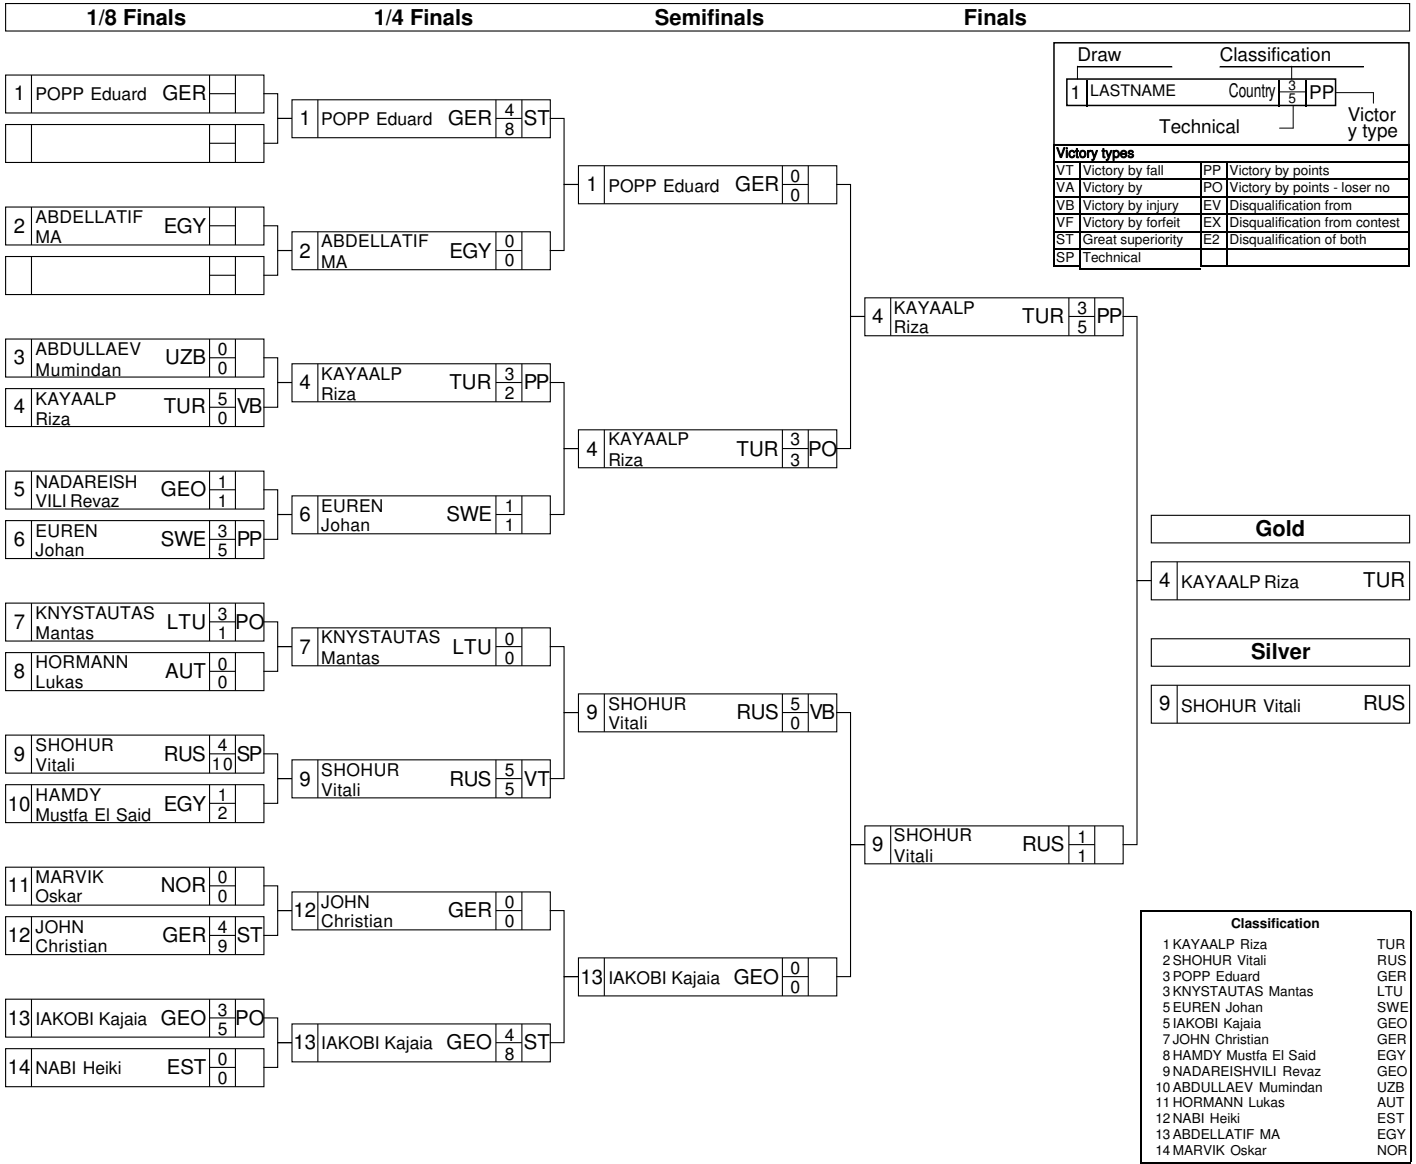 1/8 Finals 1/4 Finals Semifinals Finals
Draw Classification
1 LASTNAME Country 3 5 PP
Technical
Victor
y type
Victory types
VT Victory by fall PP Victory by points
VA Victory by PO Victory by points - loser no
VB Victory by injury EV Disqualification from
VF Victory by forfeit EX Disqualification from contest
ST Great superiority E2 Disqualification of both
SP Technical
1 POPP Eduard GER
2 ABDELLATIF
MA EGY
3 ABDULLAEV
Mumindan UZB 0 0
4 KAYAALP
Riza TUR 5 0 VB
5 NADAREISH
VILI Revaz GEO 1 1
6 EUREN
Johan SWE 3 5 PP
7 KNYSTAUTAS
Mantas LTU 3 1 PO
8 HORMANN
Lukas AUT 0 0
9 SHOHUR
Vitali RUS 4 10 SP
10 HAMDY
Mustfa El Said EGY 1 2
11 MARVIK
Oskar NOR 0 0
12 JOHN
Christian GER 4 9 ST
13 IAKOBI Kajaia GEO 3 5 PO
14 NABI Heiki EST 0 0
1 POPP Eduard GER 4 8 ST
2 ABDELLATIF
MA EGY 0 0
4 KAYAALP
Riza TUR 3 2 PP
6 EUREN
Johan SWE 1 1
7 KNYSTAUTAS
Mantas LTU 0 0
9 SHOHUR
Vitali RUS 5 5 VT
12 JOHN
Christian GER 0 0
13 IAKOBI Kajaia GEO 4 8 ST
1 POPP Eduard GER 0 0
4 KAYAALP
Riza TUR 3 3 PO
9 SHOHUR
Vitali RUS 5 0 VB
13 IAKOBI Kajaia GEO 0 0
4 KAYAALP
Riza TUR 3 5 PP
9 SHOHUR
Vitali RUS 1 1
Gold
4 KAYAALP Riza TUR
Silver
9 SHOHUR Vitali RUS
Classification
1 KAYAALP Riza TUR
2 SHOHUR Vitali RUS
3 POPP Eduard GER
3 KNYSTAUTAS Mantas LTU
5 EUREN Johan SWE
5 IAKOBI Kajaia GEO
7 JOHN Christian GER
8 HAMDY Mustfa El Said EGY
9 NADAREISHVILI Revaz GEO
10 ABDULLAEV Mumindan UZB
11 HORMANN Lukas AUT
12 NABI Heiki EST
13 ABDELLATIF MA EGY
14 MARVIK Oskar NOR